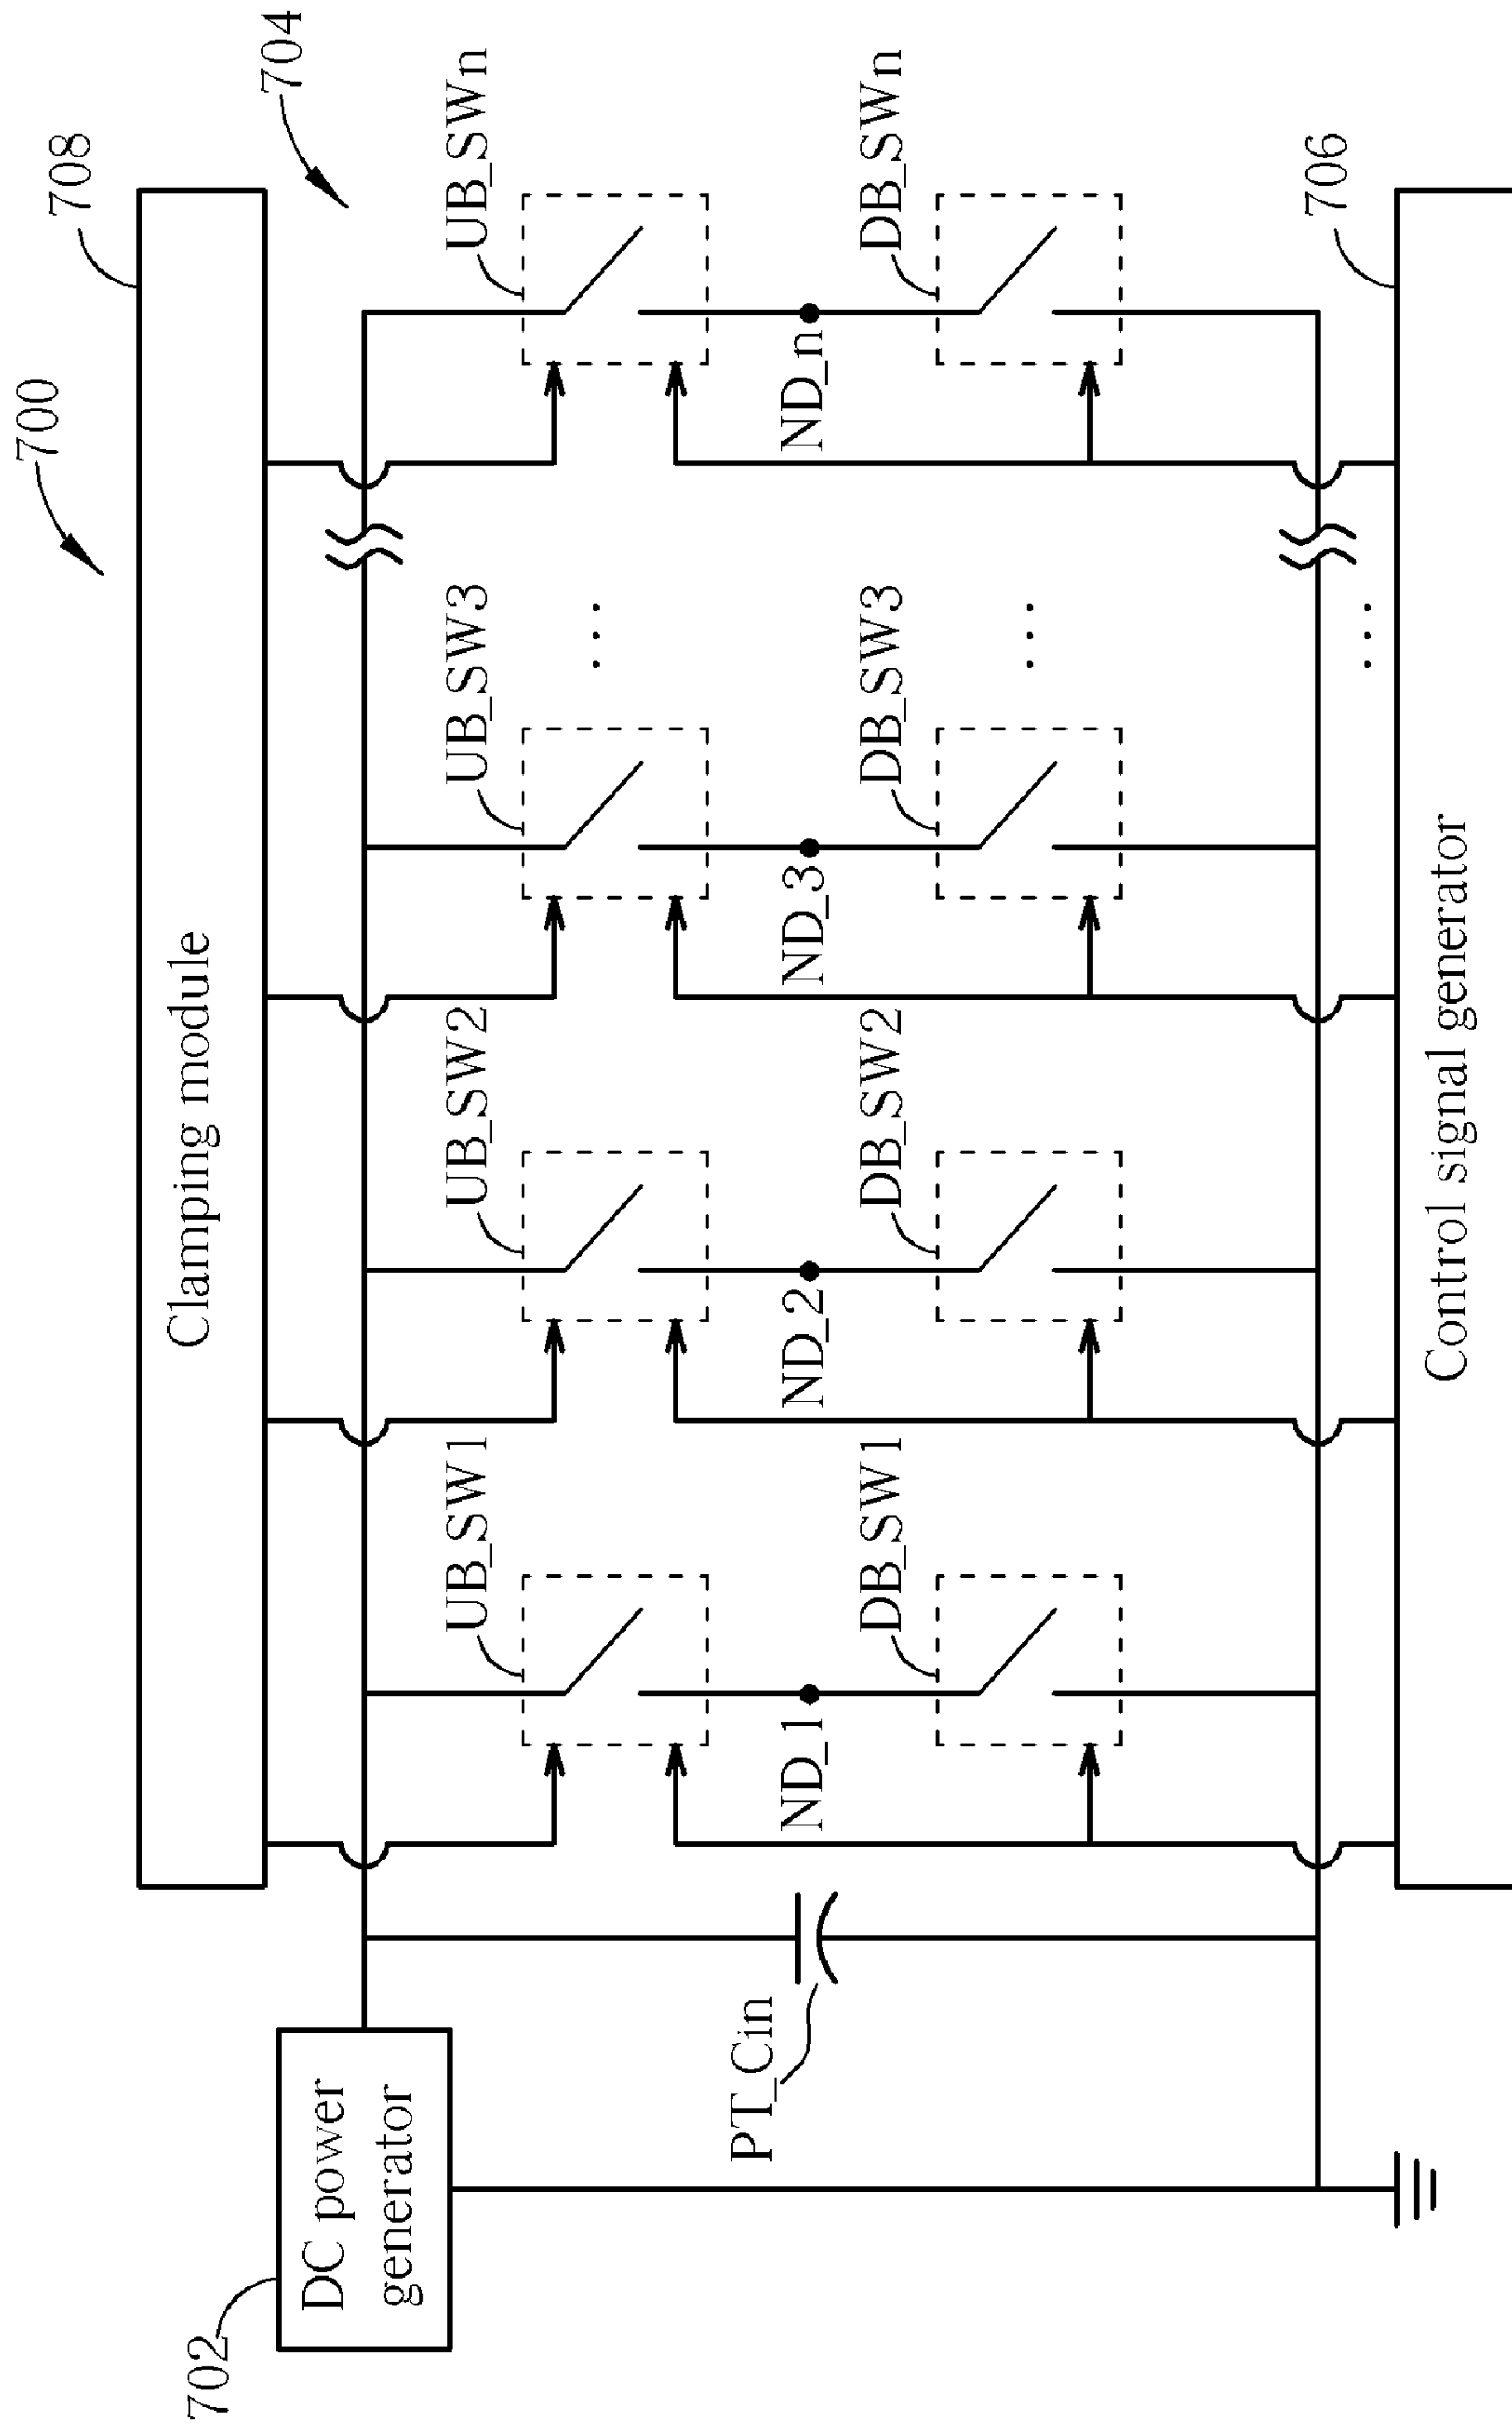 700
708
Clamping module
704
702
DC power
generator
UB_SW1
UB_SW2
UB_SW3
UB_SWn
...
PT_Cin
ND_1
ND_2
ND_3
ND_n
DB_SW1
DB_SW2
DB_SW3
DB_SWn
...
...
706
Control signal generator